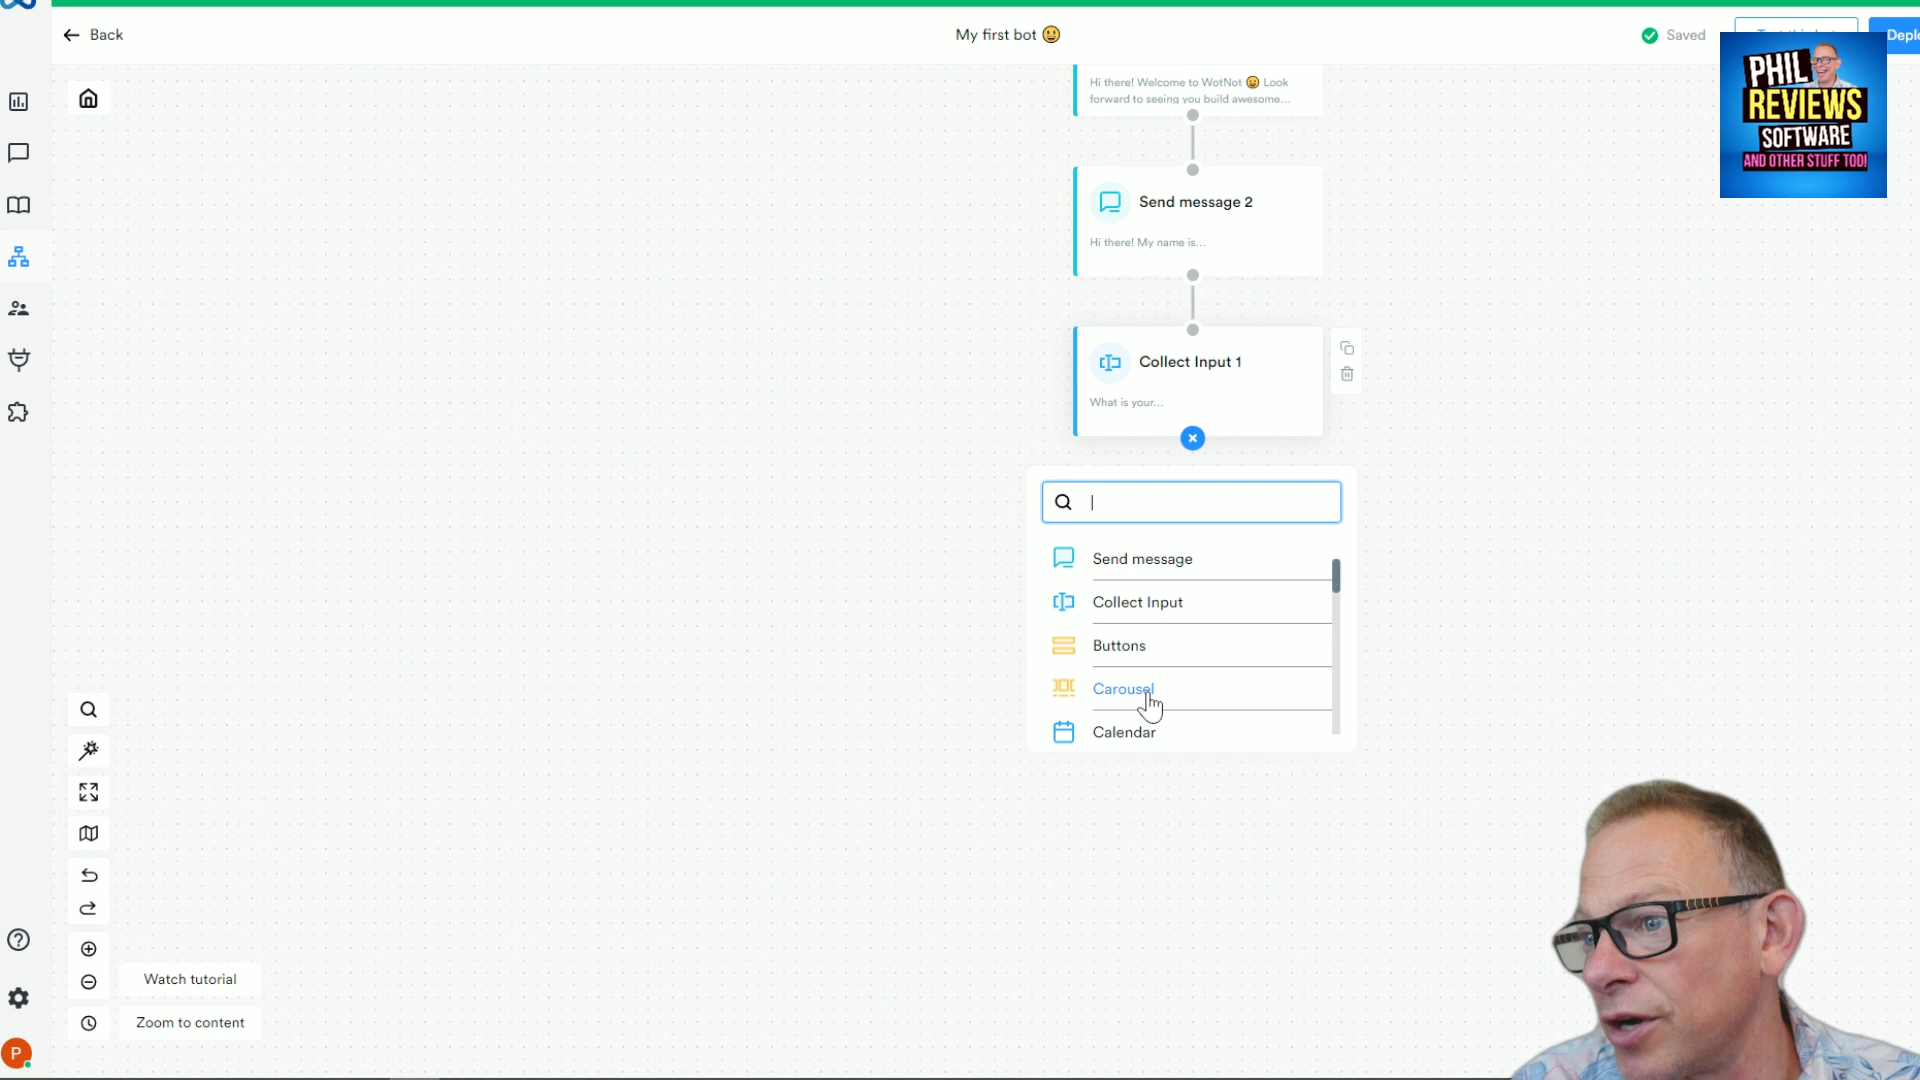 Back
My first bot 😀
Saved
Deplo
PHIL
REVIEWS
SOFTWARE
AND OTHER STUFF TOO!
Hi there! Welcome to WotNot 😀 Look
forward to seeing you build awesome...
Send message 2
Hi there! My name is...
Collect Input 1
What is your...
Send message
Collect Input
Buttons
Carousel
Calendar
Watch tutorial
Zoom to content
P